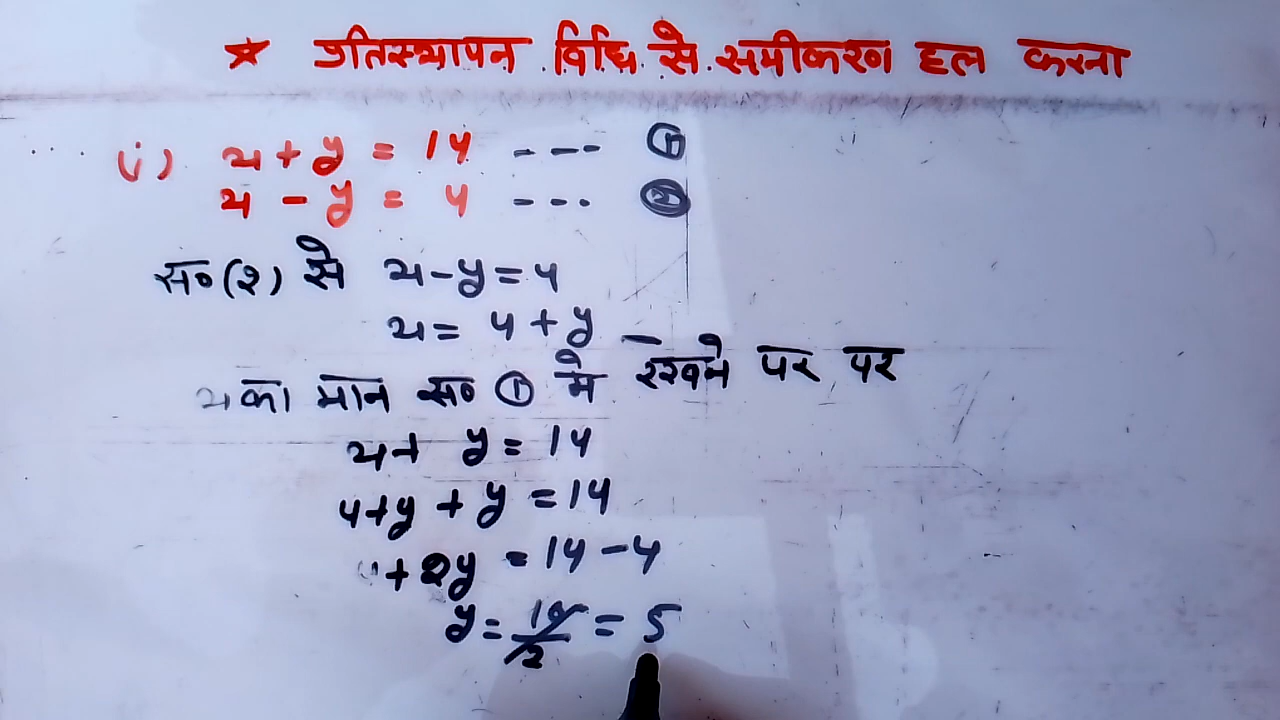 ★ प्रतिस्थापन विधि से समीकरण हल करना
(i) x + y = 14 --- ①
x - y = 4 --- ②
स० (२) से x - y = 4
x = 4 + y
x का मान स० ① मे रखने पर पर
x + y = 14
4 + y + y = 14
+ 2y = 14 - 4
y = 10/2 = 5